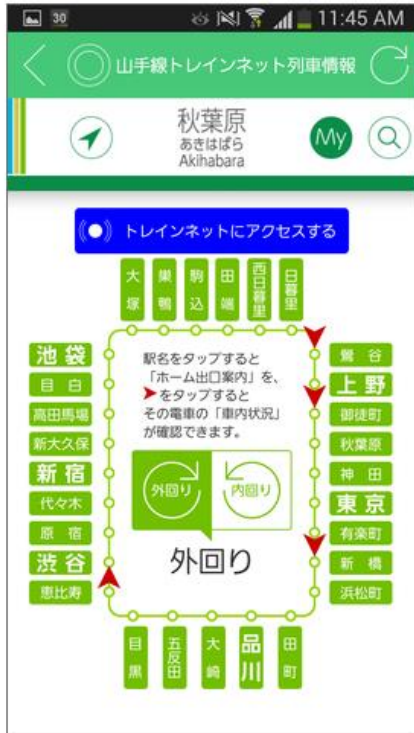 30 11:45 AM
山手線トレインネット列車情報
秋葉原
あきはばら
Akihabara
My
トレインネットにアクセスする
大塚
巣鴨
駒込
田端
西日暮里
日暮里
池袋
目白
高田馬場
新大久保
新宿
代々木
原宿
渋谷
恵比寿
駅名をタップすると
「ホーム出口案内」を、
➤をタップすると
その電車の「車内状況」
が確認できます。
外回り
内回り
外回り
鶯谷
上野
御徒町
秋葉原
神田
東京
有楽町
新橋
浜松町
目黒
五反田
大崎
品川
田町